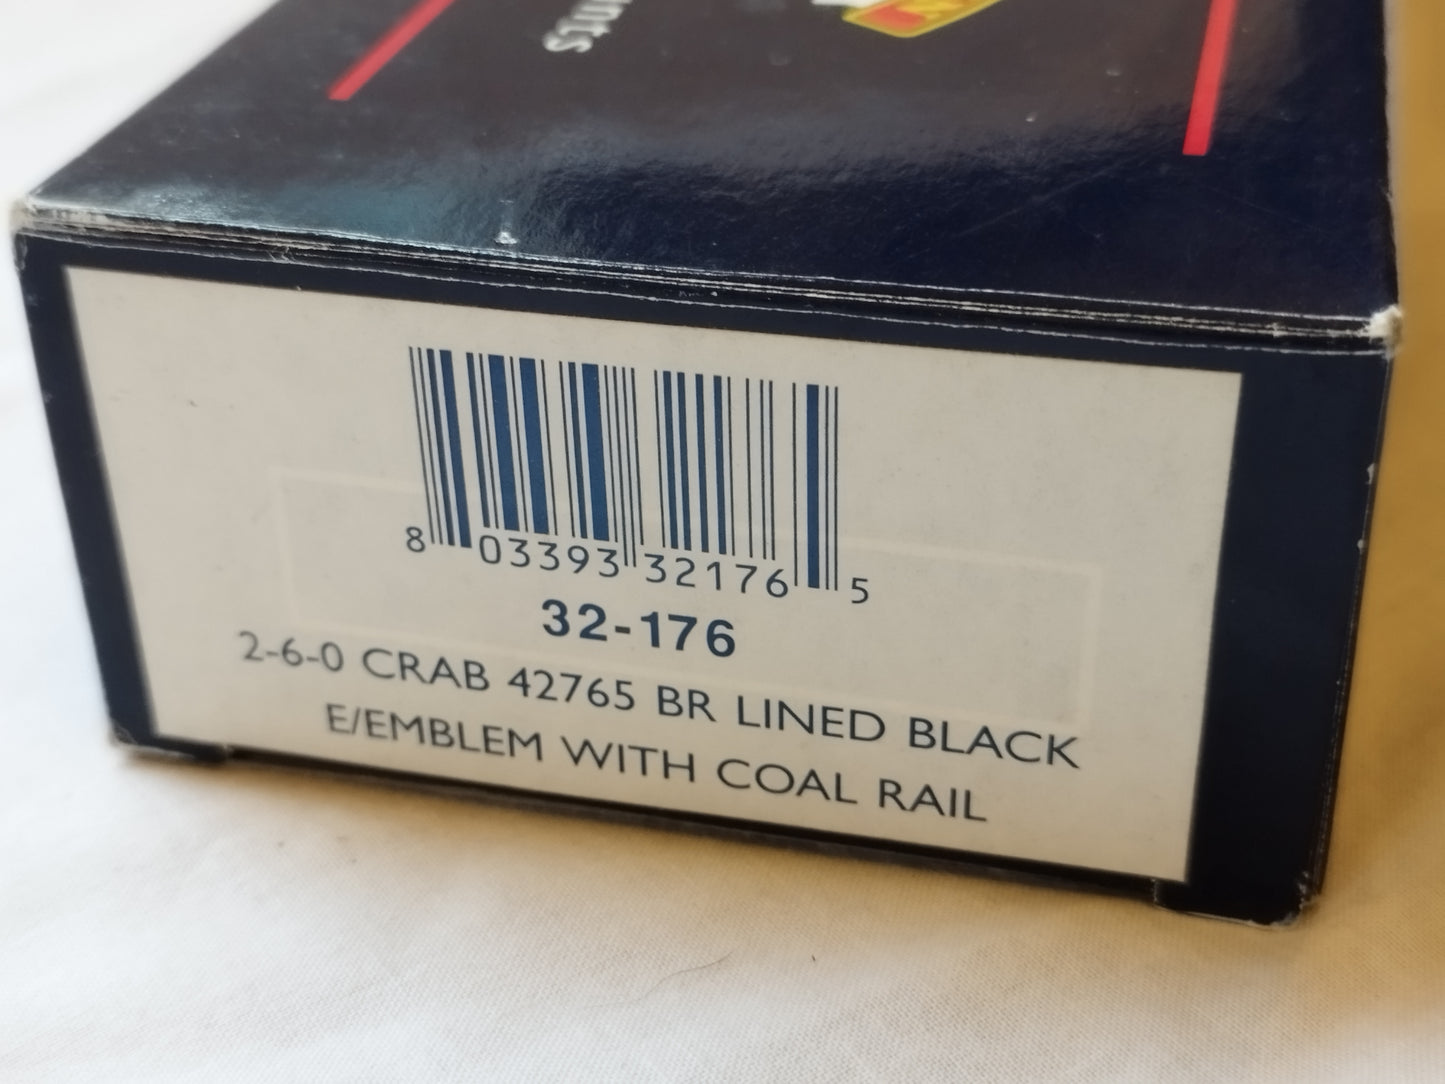 8 03393 32176 5
32-176
2-6-0 CRAB 42765 BR LINED BLACK
E/EMBLEM WITH COAL RAIL